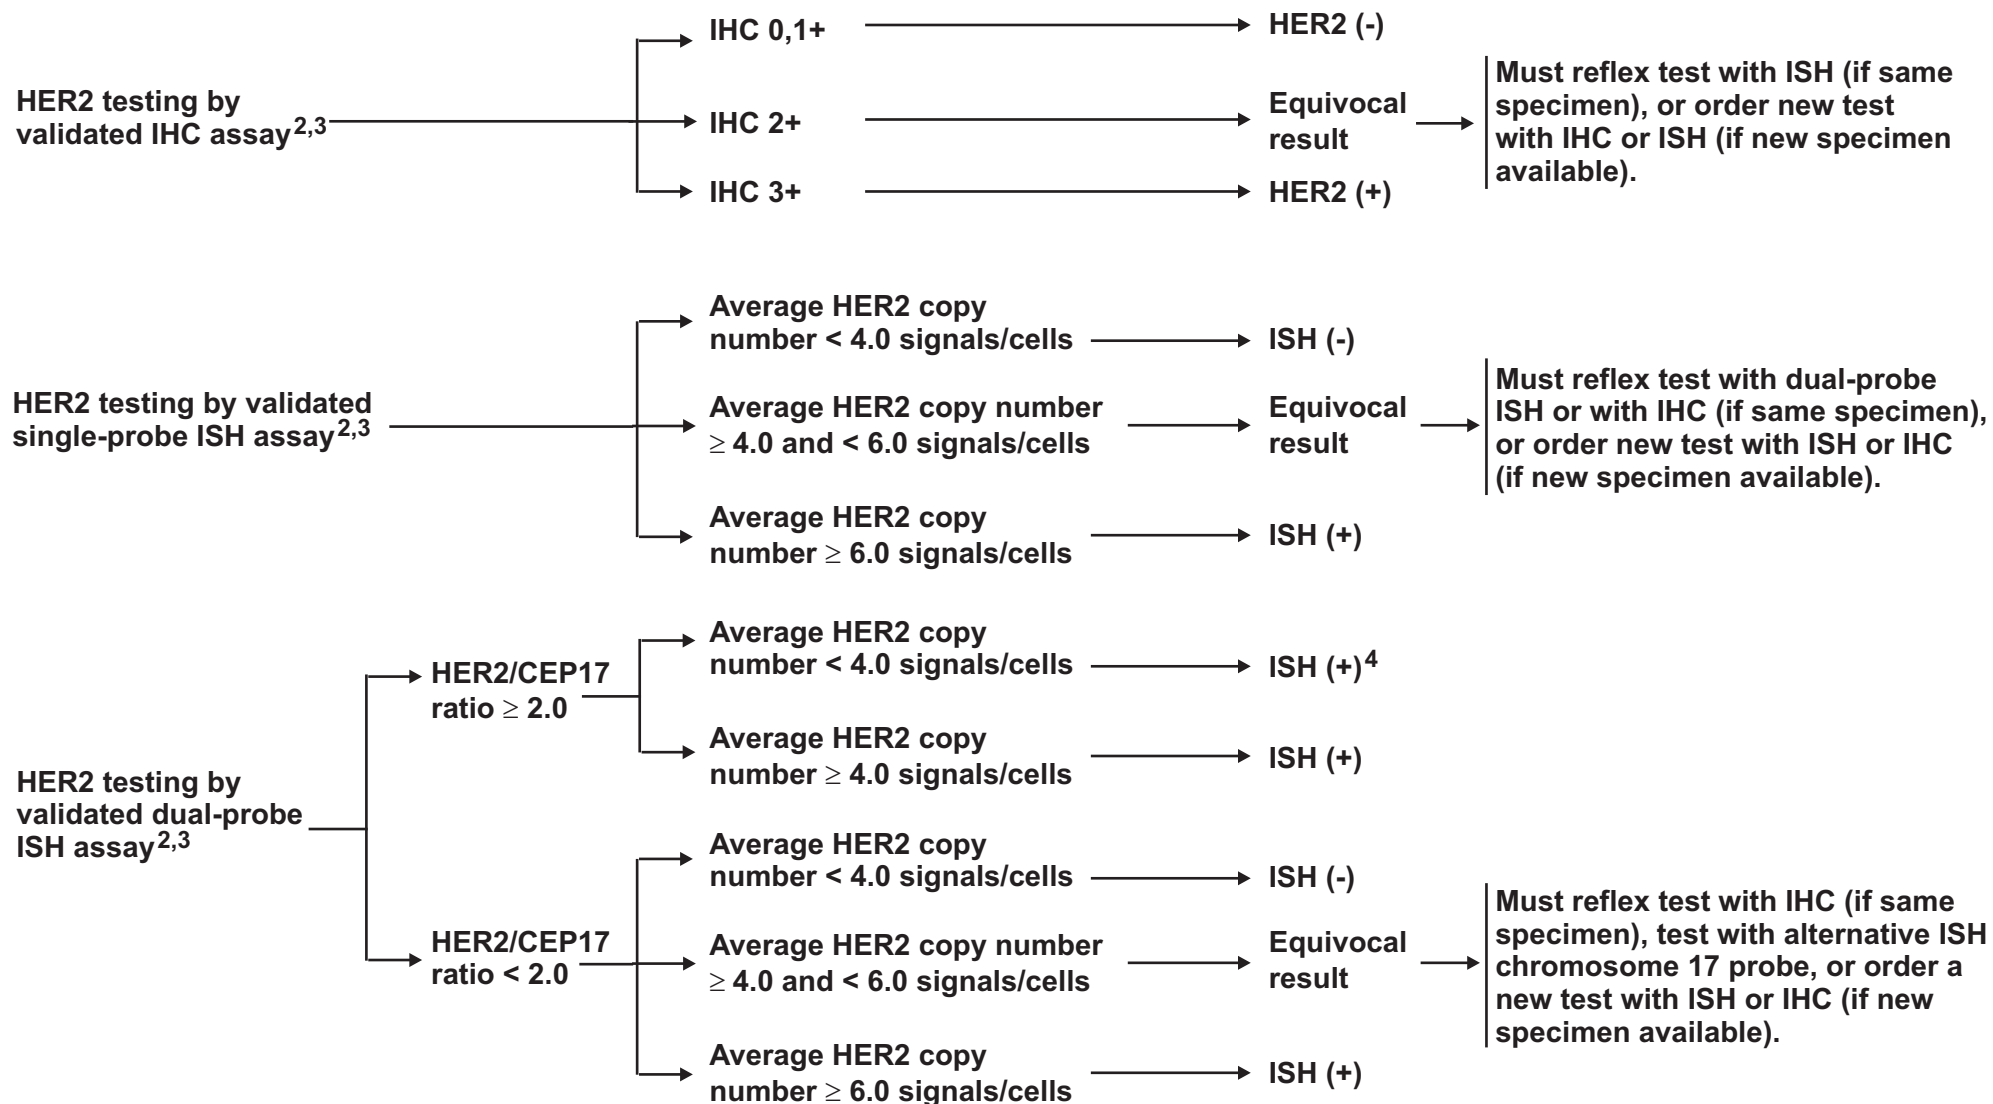 IHC 0,1+
HER2 (-)
HER2 testing by
validated IHC assay2,3
IHC 2+
Equivocal
result
Must reflex test with ISH (if same
specimen), or order new test
with IHC or ISH (if new specimen
available).
IHC 3+
HER2 (+)
HER2 testing by validated
single-probe ISH assay2,3
Average HER2 copy
number < 4.0 signals/cells
ISH (-)
Average HER2 copy number
≥ 4.0 and < 6.0 signals/cells
Equivocal
result
Must reflex test with dual-probe
ISH or with IHC (if same specimen),
or order new test with ISH or IHC
(if new specimen available).
Average HER2 copy
number ≥ 6.0 signals/cells
ISH (+)
HER2 testing by
validated dual-probe
ISH assay2,3
HER2/CEP17
ratio ≥ 2.0
Average HER2 copy
number < 4.0 signals/cells
ISH (+)4
Average HER2 copy
number ≥ 4.0 signals/cells
ISH (+)
HER2/CEP17
ratio < 2.0
Average HER2 copy
number < 4.0 signals/cells
ISH (-)
Average HER2 copy number
≥ 4.0 and < 6.0 signals/cells
Equivocal
result
Must reflex test with IHC (if same
specimen), test with alternative ISH
chromosome 17 probe, or order a
new test with ISH or IHC (if new
specimen available).
Average HER2 copy
number ≥ 6.0 signals/cells
ISH (+)